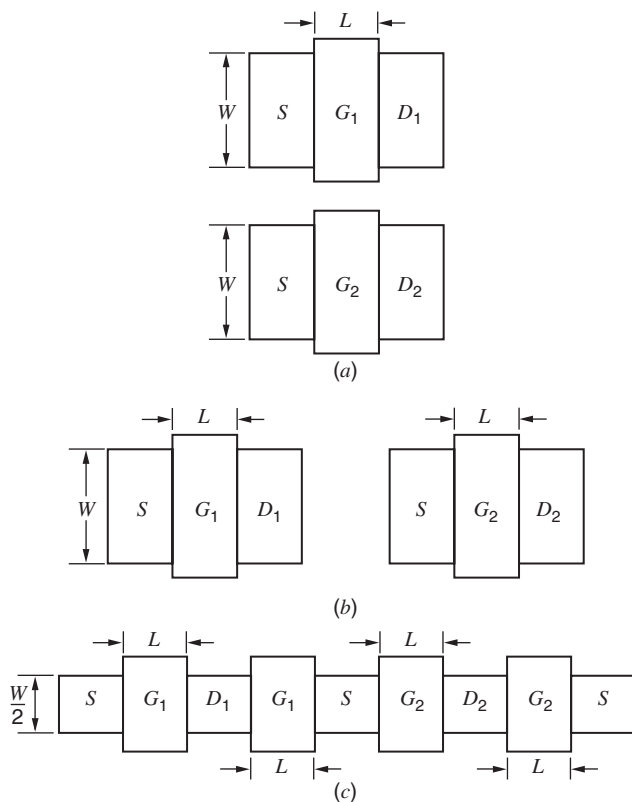 L
W S G1 D1
W S G2 D2
(a)
L L
W S G1 D1 S G2 D2
(b)
L L
W/2 S G1 D1 G1 S G2 D2 G2 S
L L
(c)